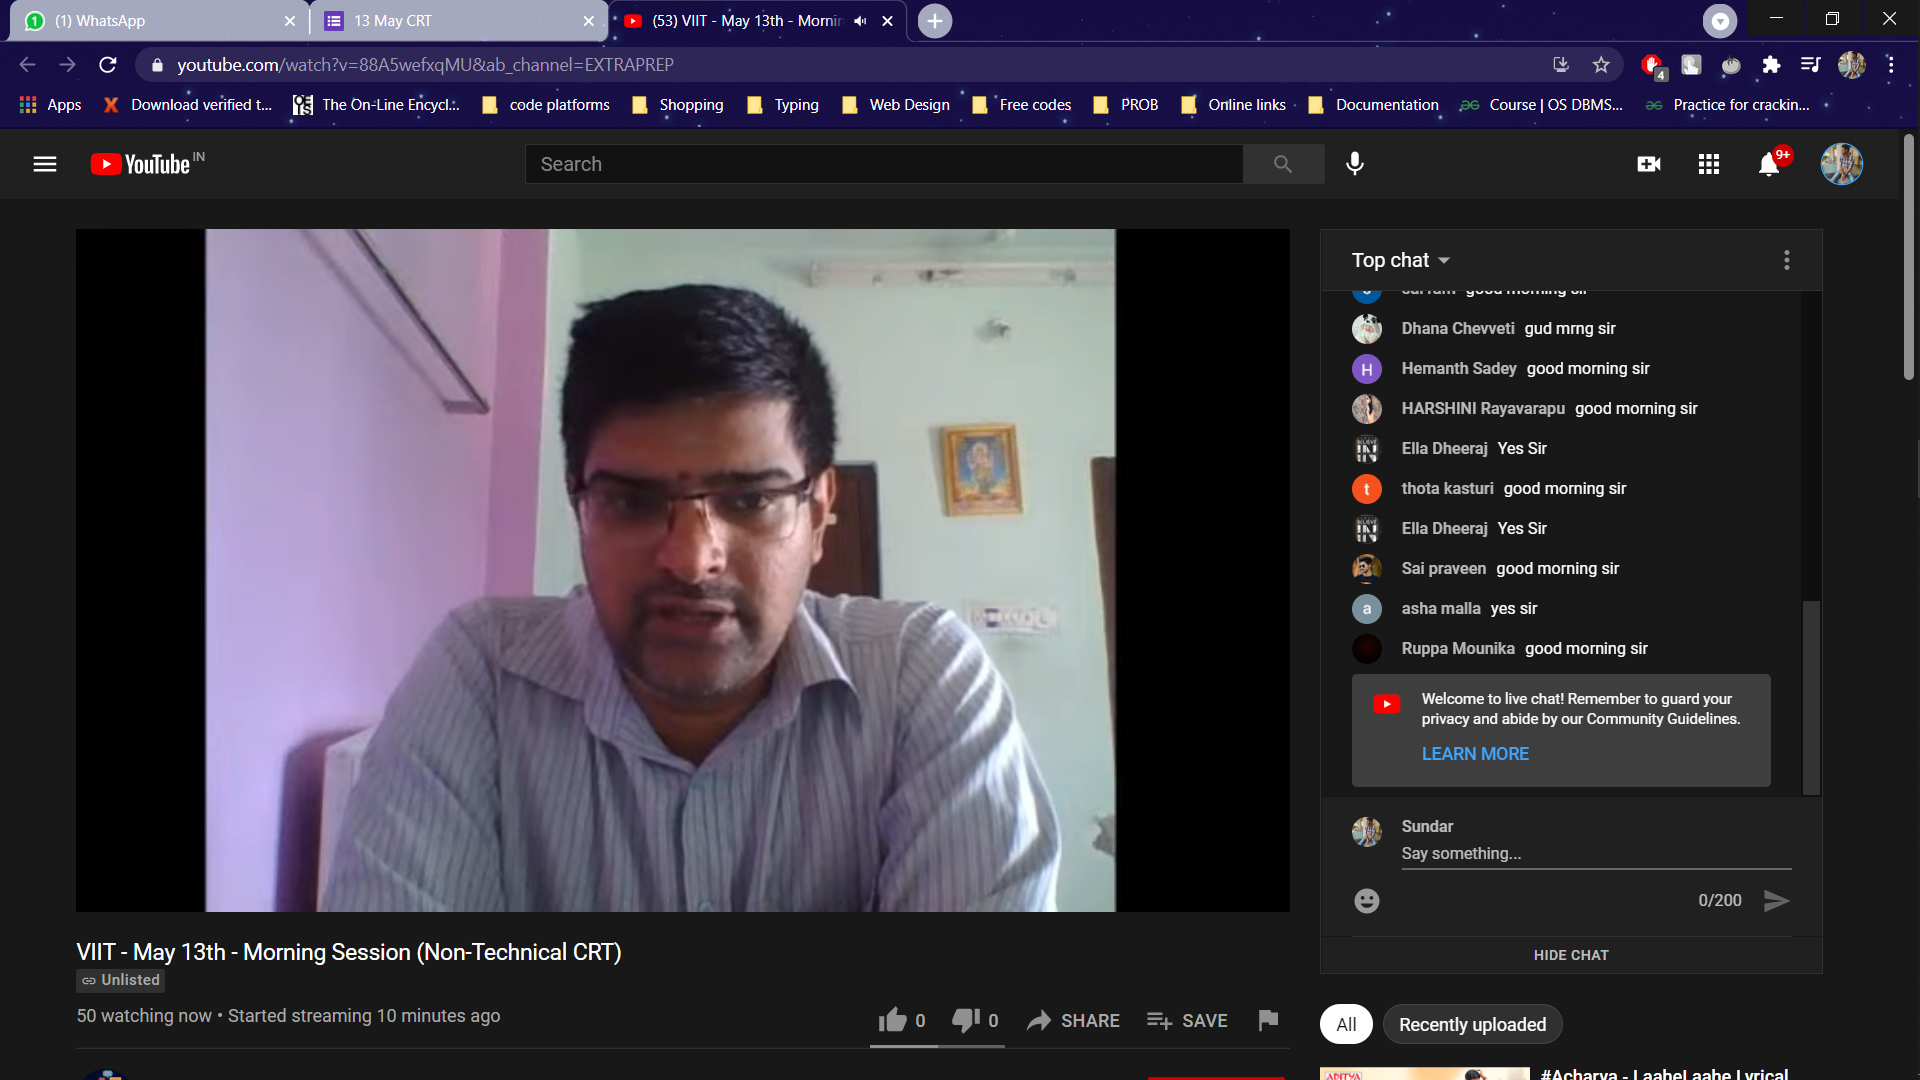 (1) WhatsApp
13 May CRT
(53) VIIT - May 13th - Mornin
youtube.com/watch?v=88A5wefxqMU&ab_channel=EXTRAPREP
4
Apps
Download verified t...
The On-Line Encycl...
code platforms
Shopping
Typing
Web Design
Free codes
PROB
Online links
Documentation
Course | OS DBMS...
Practice for crackin...
YouTube IN
Search
9+
Top chat
good morning sir
Dhana Chevveti gud mrng sir
H Hemanth Sadey good morning sir
HARSHINI Rayavarapu good morning sir
Ella Dheeraj Yes Sir
t thota kasturi good morning sir
Ella Dheeraj Yes Sir
Sai praveen good morning sir
a asha malla yes sir
Ruppa Mounika good morning sir
Welcome to live chat! Remember to guard your
privacy and abide by our Community Guidelines.
LEARN MORE
Sundar
Say something...
0/200
HIDE CHAT
VIIT - May 13th - Morning Session (Non-Technical CRT)
Unlisted
50 watching now • Started streaming 10 minutes ago
0
0
SHARE
SAVE
All
Recently uploaded
ADITYA
#Acharya - LaaheLaahe Lyrical